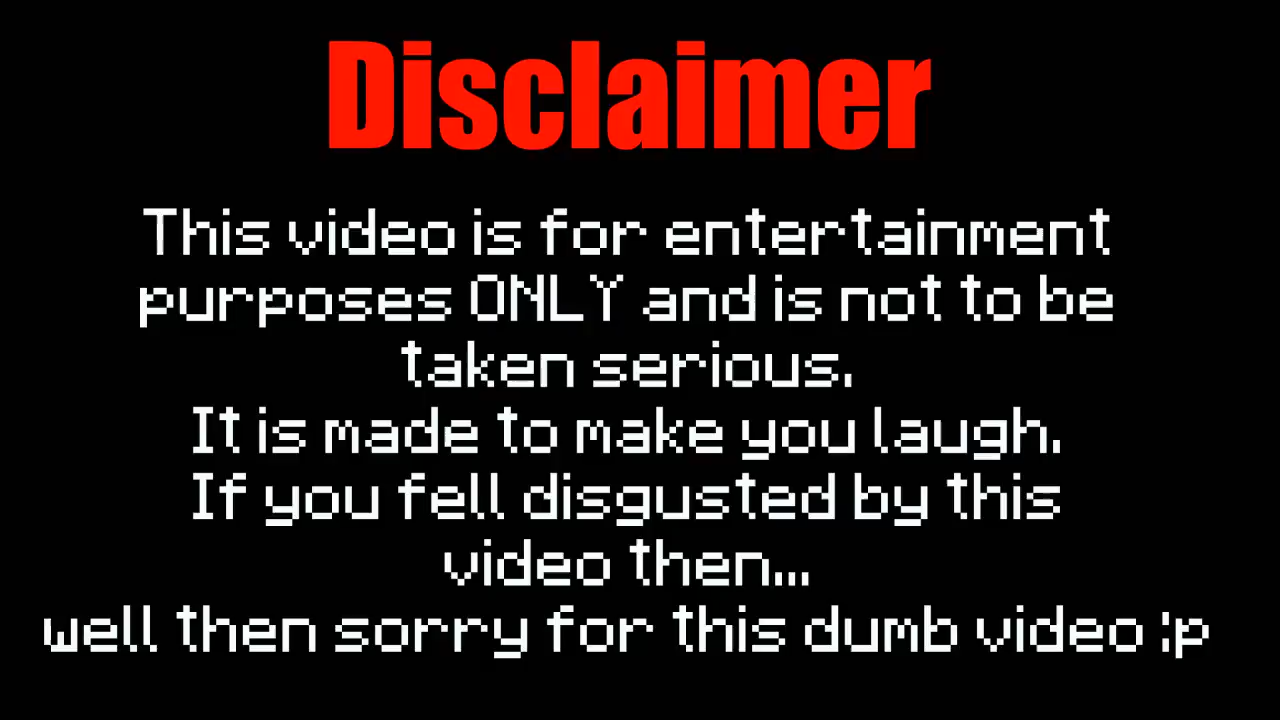 Disclaimer
This video is for entertainment
purposes ONLY and is not to be
taken serious.
It is made to make you laugh.
If you fell disgusted by this
video then...
well then sorry for this dumb video :p